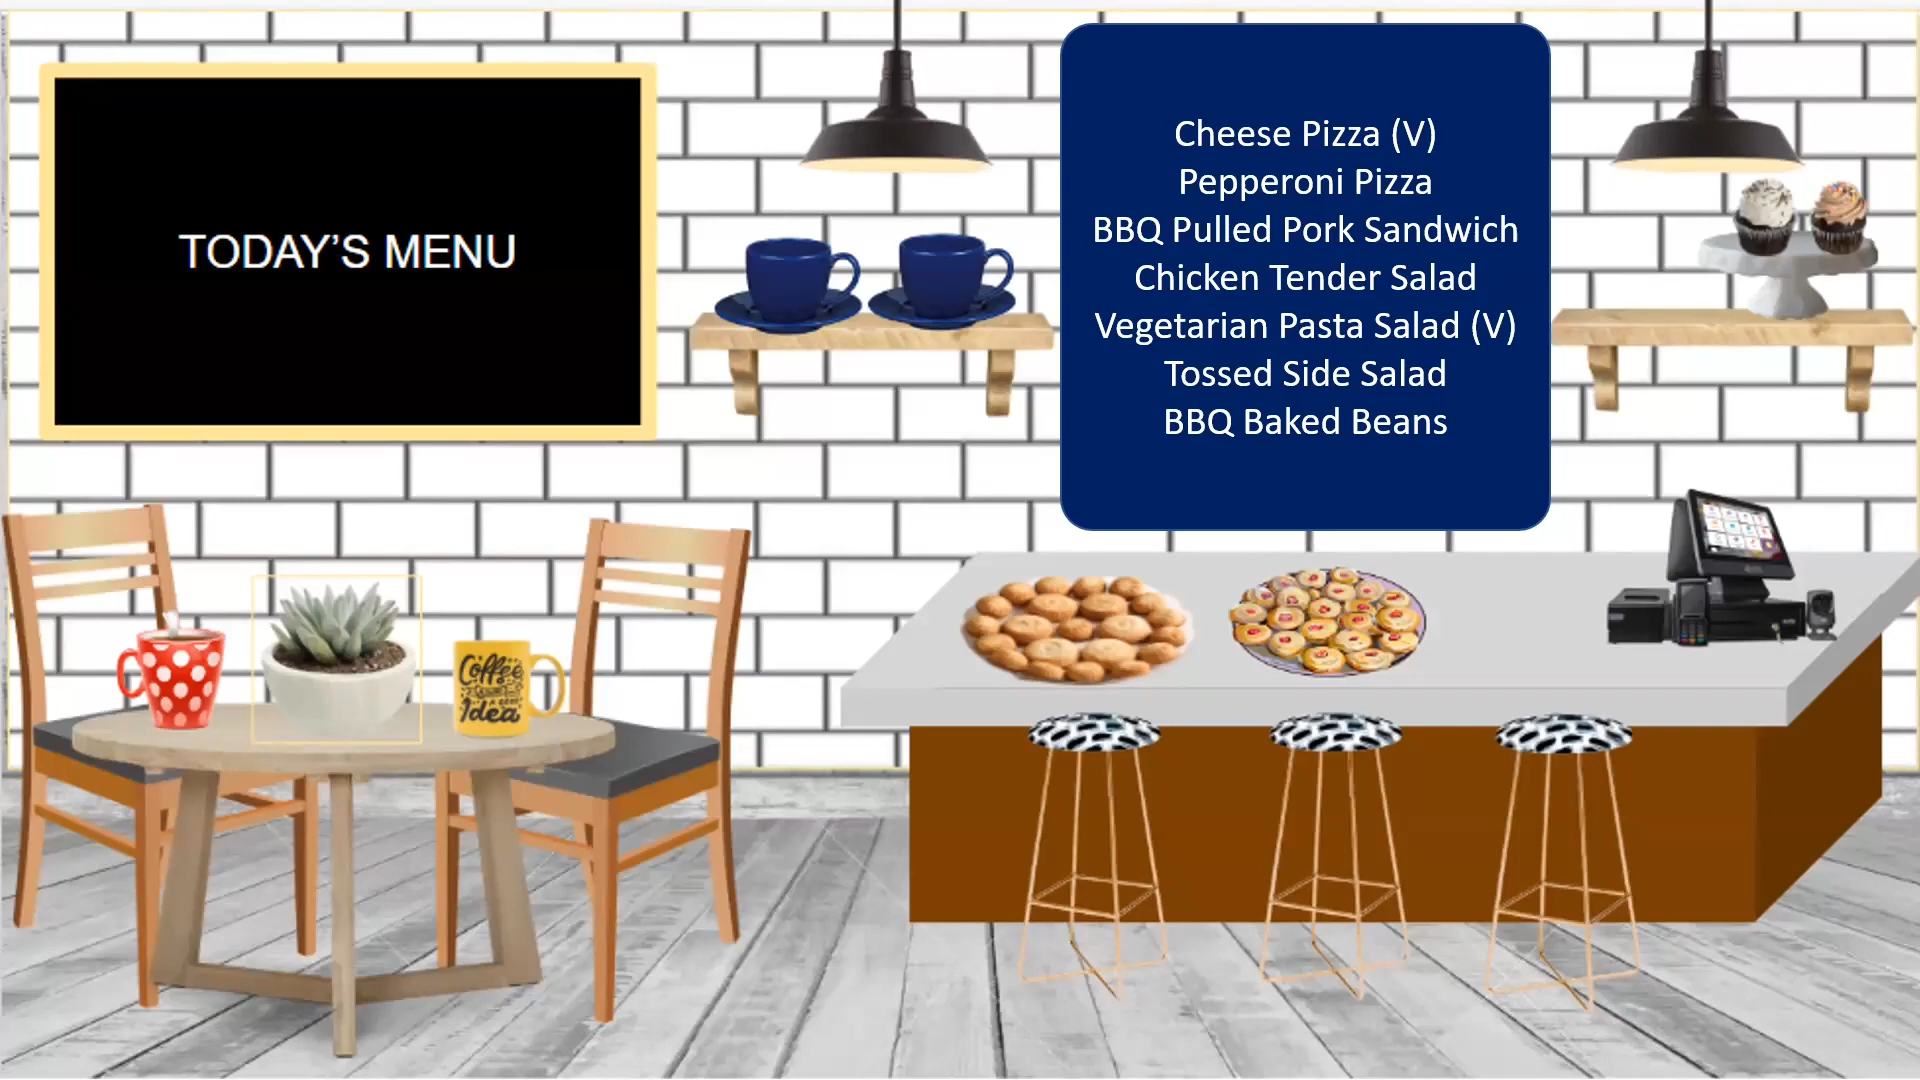 TODAY’S MENU
Cheese Pizza (V)
Pepperoni Pizza
BBQ Pulled Pork Sandwich
Chicken Tender Salad
Vegetarian Pasta Salad (V)
Tossed Side Salad
BBQ Baked Beans
Coffee
Idea